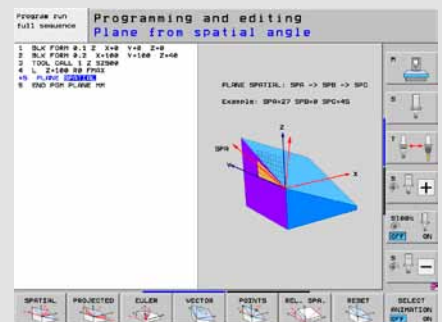 Program run
full sequence
Programming and editing
Plane from spatial angle
1 BLK FORM 0.1 Z X+0 Y+0 Z+0
2 BLK FORM 0.2 X+100 Y+100 Z+40
3 TOOL CALL 1 Z S2500
4 L Z+100 R0 FMAX
*5 PLANE SPATIAL
6 END PGM PLANE MM
PLANE SPATIAL: SPA -> SPB -> SPC
Example: SPA=27 SPB=0 SPC=45
Z
SPA
Y
X
M
S
T
S
S100%
OFF ON
S
SPATIAL
PROJECTED
EULER
VECTOR
POINTS
REL. SPA.
RESET
SELECT
ANIMATION
OFF ON